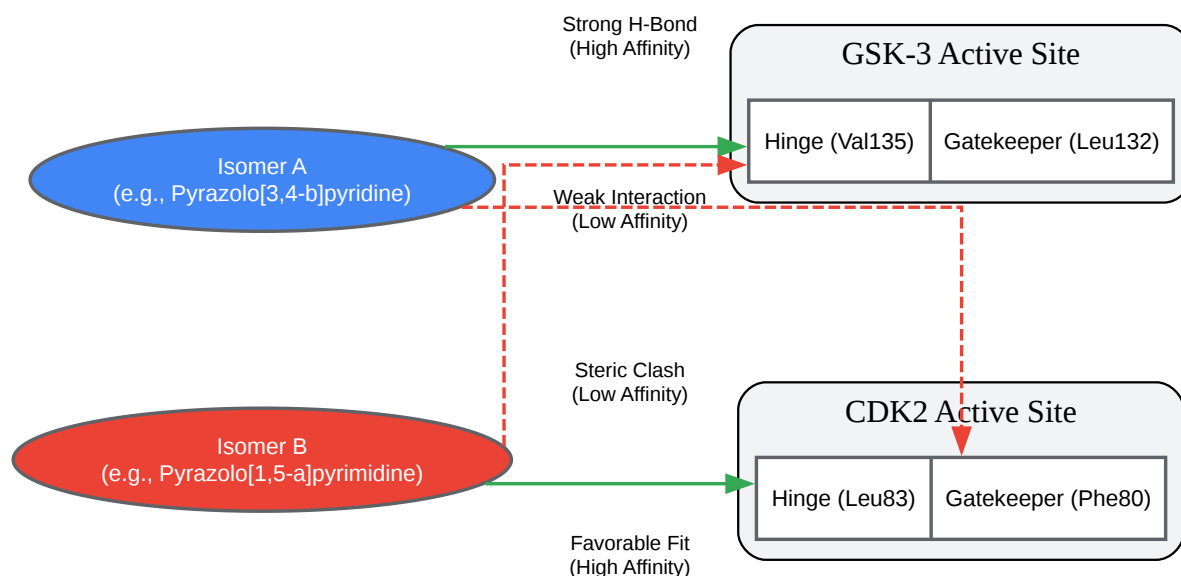 Strong H-Bond
(High Affinity)
GSK-3 Active Site
Hinge (Val135)
Gatekeeper (Leu132)
Isomer A
(e.g., Pyrazolo[3,4-b]pyridine)
Weak Interaction
(Low Affinity)
Steric Clash
(Low Affinity)
CDK2 Active Site
Isomer B
(e.g., Pyrazolo[1,5-a]pyrimidine)
Hinge (Leu83)
Gatekeeper (Phe80)
Favorable Fit
(High Affinity)